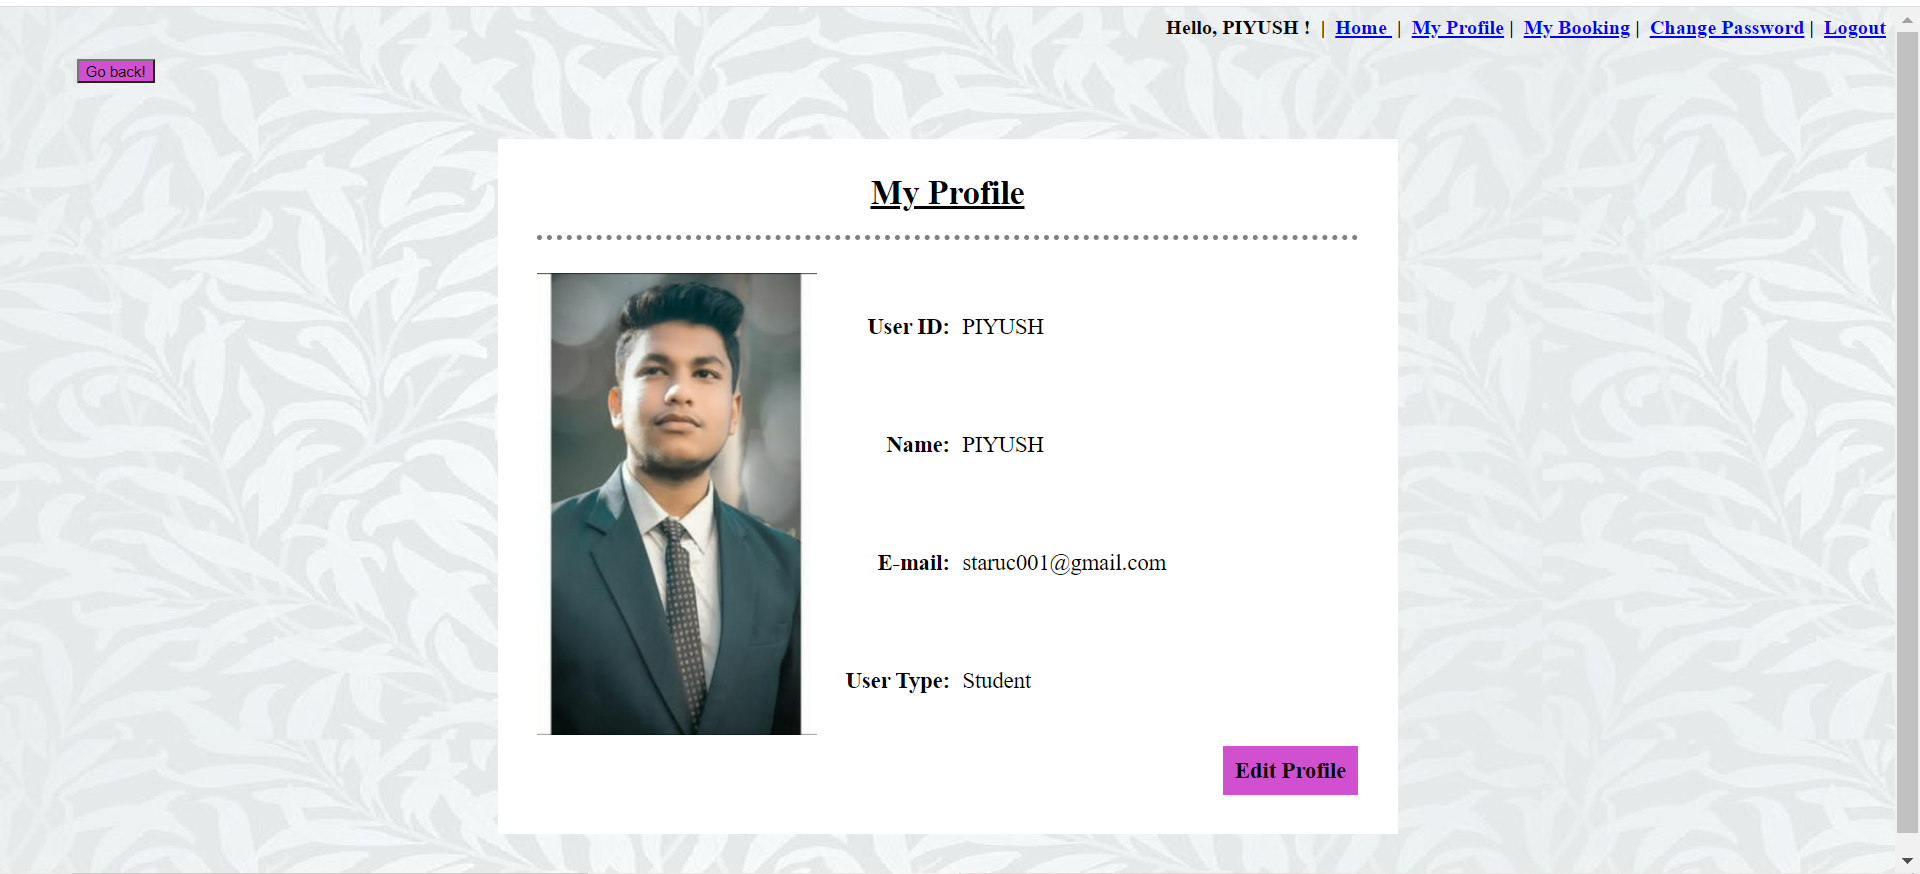 Hello, PIYUSH ! | Home | My Profile | My Booking | Change Password | Logout
Go back!
My Profile
User ID: PIYUSH
Name: PIYUSH
E-mail: staruc001@gmail.com
User Type: Student
Edit Profile